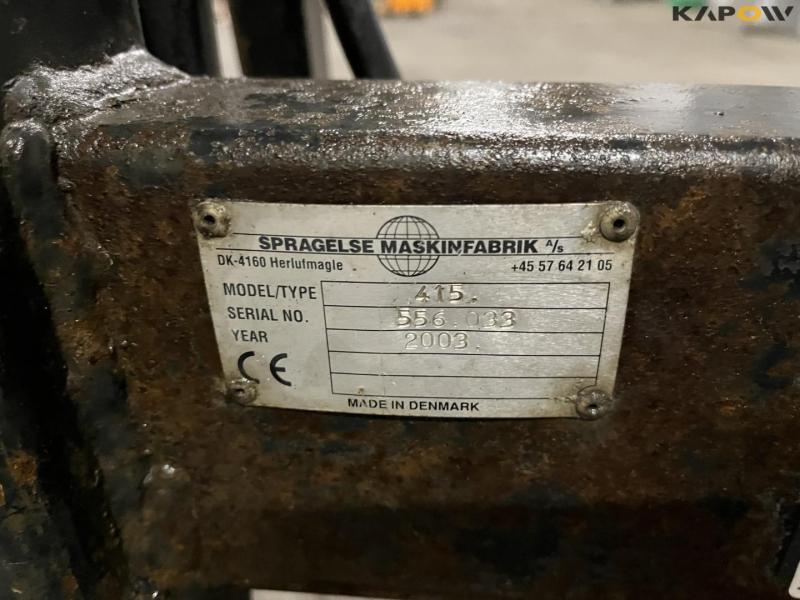 KAPOW
SPRAGELSE MASKINFABRIK A/S
DK-4160 Herlufmagle +45 57 64 21 05
MODEL/TYPE 415.
SERIAL NO. 556 033
YEAR 2003.
CE
MADE IN DENMARK